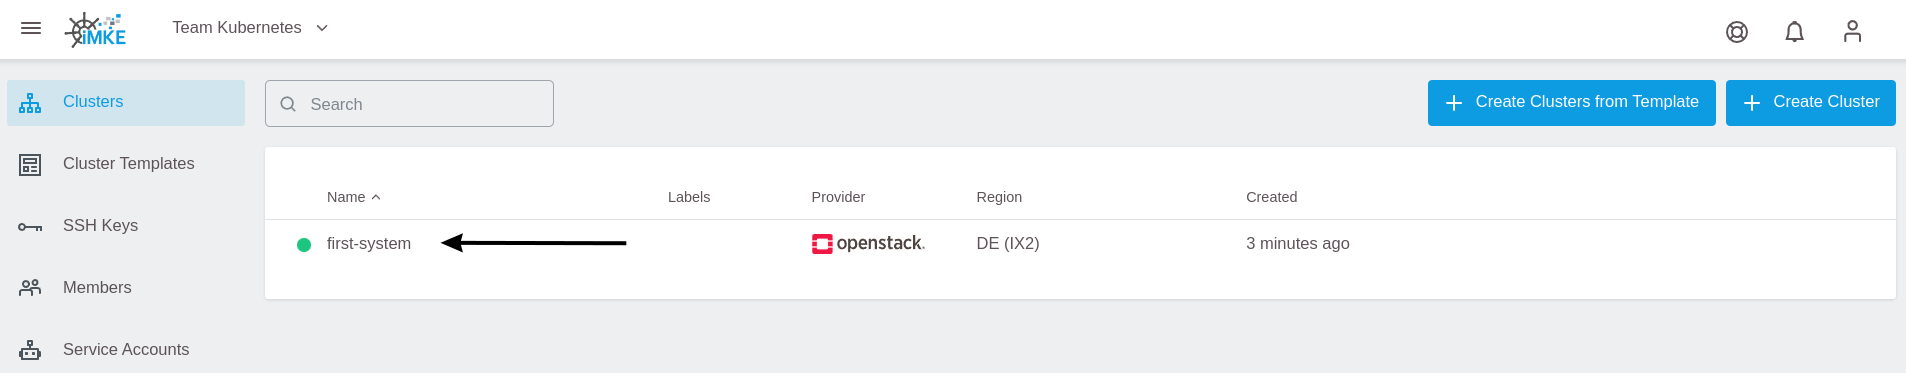 iMKE
Team Kubernetes
Clusters
Search
Create Clusters from Template
Create Cluster
Cluster Templates
Name
Labels
Provider
Region
Created
SSH Keys
first-system
openstack.
DE (IX2)
3 minutes ago
Members
Service Accounts